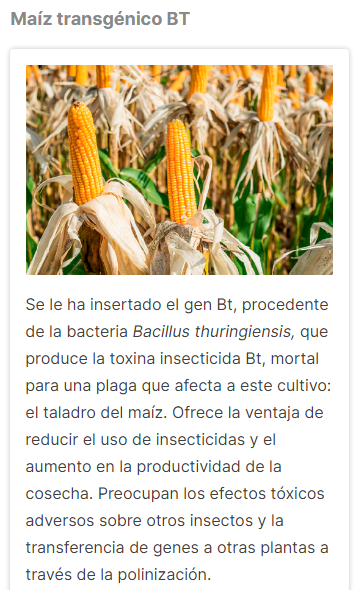 Maíz transgénico BT
Se le ha insertado el gen Bt, procedente
de la bacteria Bacillus thuringiensis, que
produce la toxina insecticida Bt, mortal
para una plaga que afecta a este cultivo:
el taladro del maíz. Ofrece la ventaja de
reducir el uso de insecticidas y el
aumento en la productividad de la
cosecha. Preocupan los efectos tóxicos
adversos sobre otros insectos y la
transferencia de genes a otras plantas a
través de la polinización.